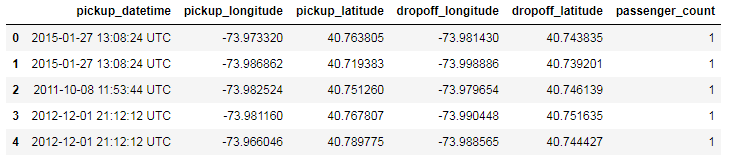 pickup_datetime pickup_longitude pickup_latitude dropoff_longitude dropoff_latitude passenger_count
0 2015-01-27 13:08:24 UTC -73.973320 40.763805 -73.981430 40.743835 1
1 2015-01-27 13:08:24 UTC -73.986862 40.719383 -73.998886 40.739201 1
2 2011-10-08 11:53:44 UTC -73.982524 40.751260 -73.979654 40.746139 1
3 2012-12-01 21:12:12 UTC -73.981160 40.767807 -73.990448 40.751635 1
4 2012-12-01 21:12:12 UTC -73.966046 40.789775 -73.988565 40.744427 1